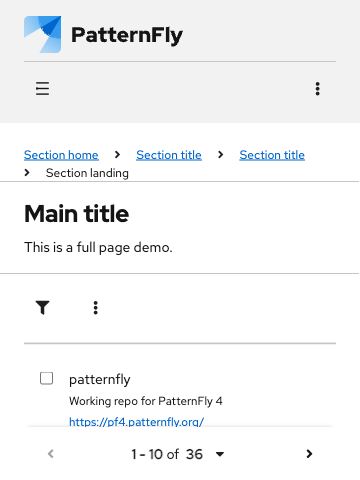 PatternFly
Section home Section title Section title
Section landing
Main title
This is a full page demo.
patternfly
Working repo for PatternFly 4
https://pf4.patternfly.org/
1 - 10 of 36